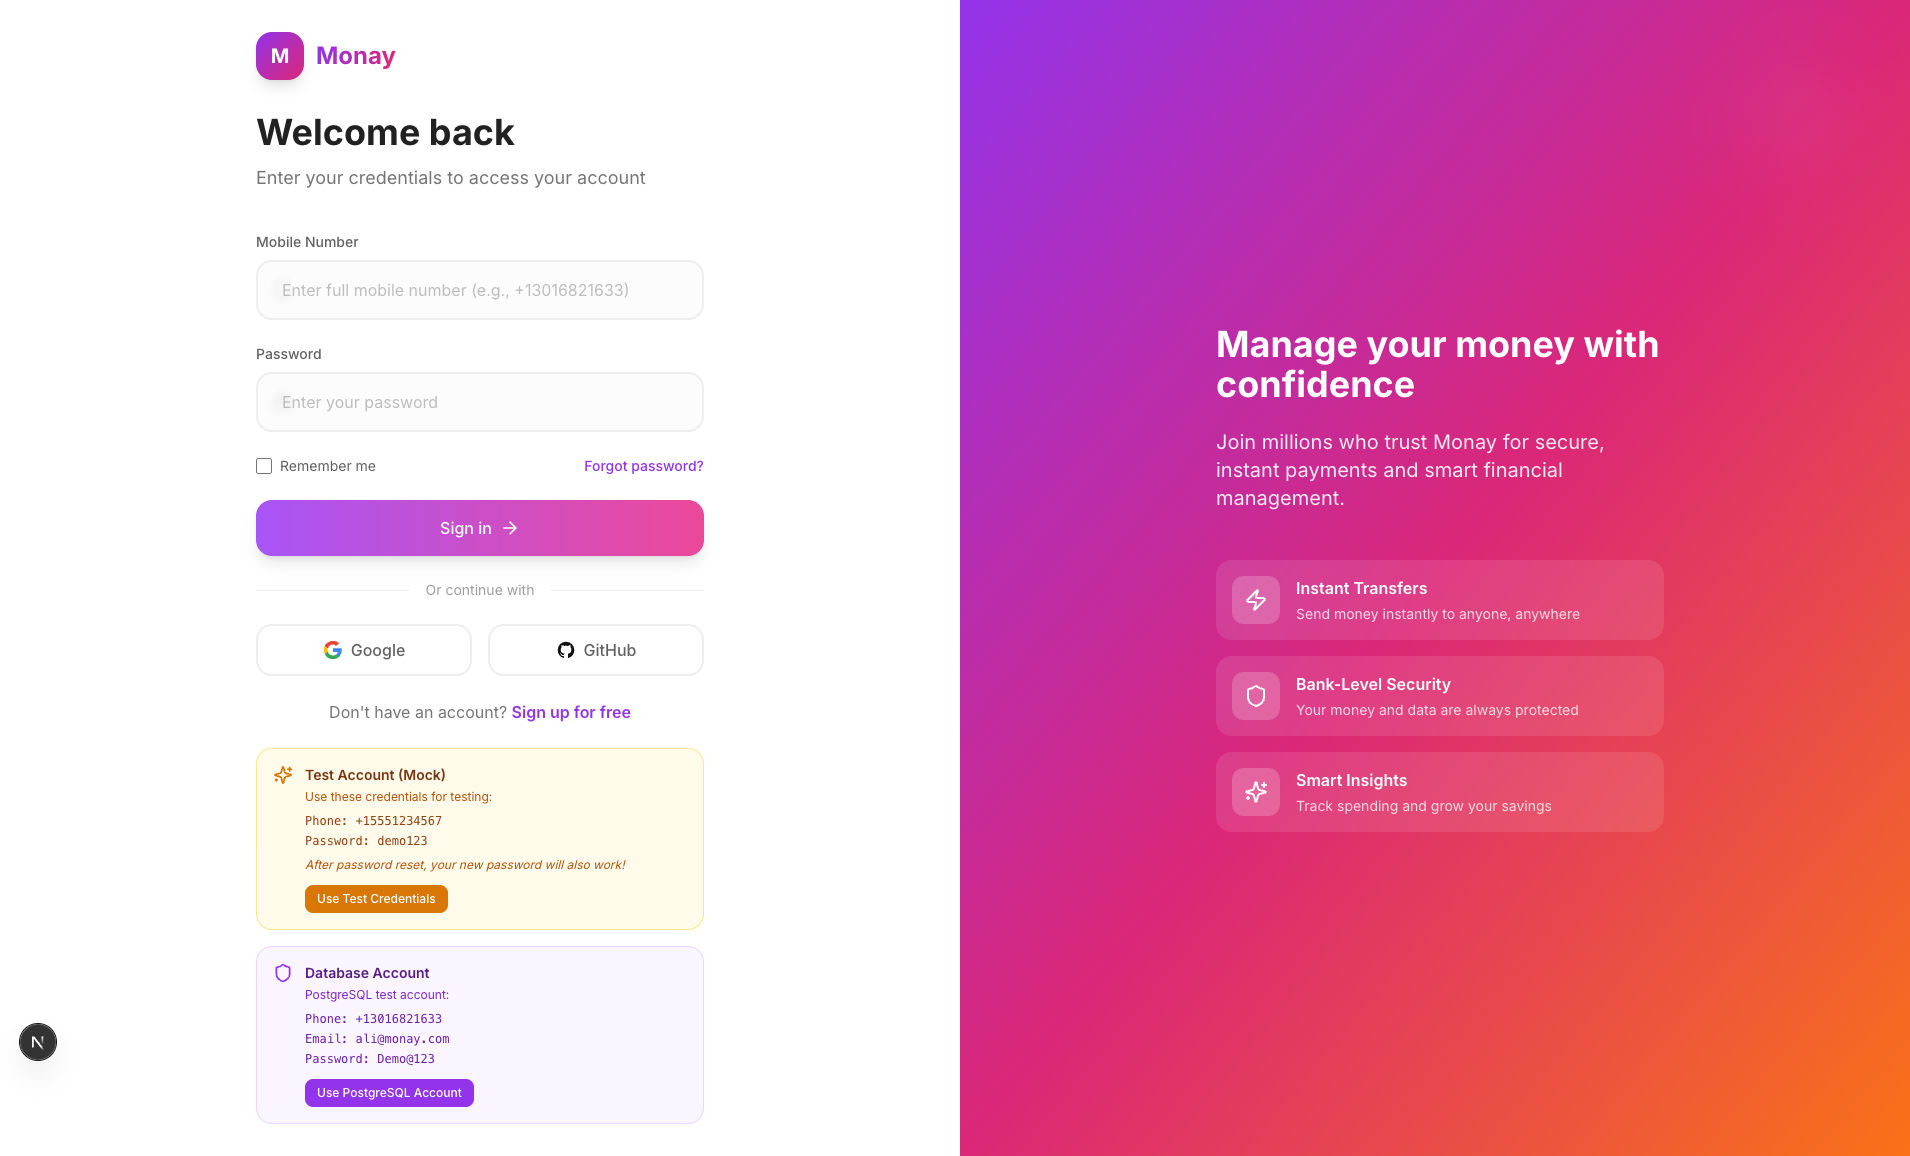 M
Monay
Welcome back
Enter your credentials to access your account
Mobile Number
Enter full mobile number (e.g., +13016821633)
Password
Enter your password
Remember me
Forgot password?
Sign in
Or continue with
Google
GitHub
Don't have an account? Sign up for free
Test Account (Mock)
Use these credentials for testing:
Phone: +15551234567
Password: demo123
After password reset, your new password will also work!
Use Test Credentials
Database Account
PostgreSQL test account:
Phone: +13016821633
Email: ali@monay.com
Password: Demo@123
Use PostgreSQL Account
N
Manage your money with
confidence
Join millions who trust Monay for secure,
instant payments and smart financial
management.
Instant Transfers
Send money instantly to anyone, anywhere
Bank-Level Security
Your money and data are always protected
Smart Insights
Track spending and grow your savings